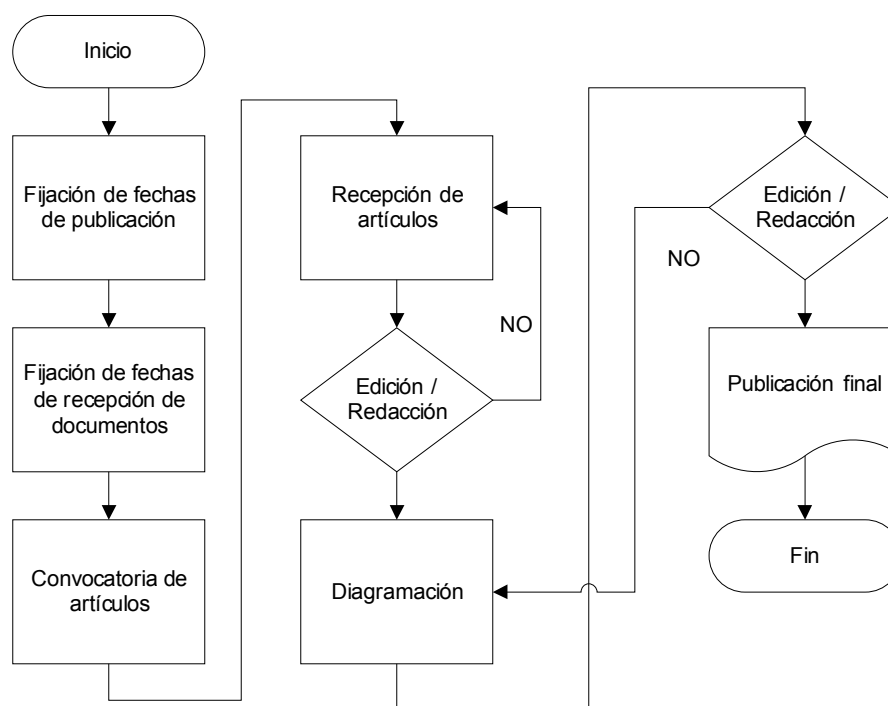 Inicio
Fijación de fechas
de publicación
Fijación de fechas
de recepción de
documentos
Convocatoria de
artículos
Recepción de
artículos
NO
Edición /
Redacción
Diagramación
Edición /
Redacción
NO
Publicación final
Fin